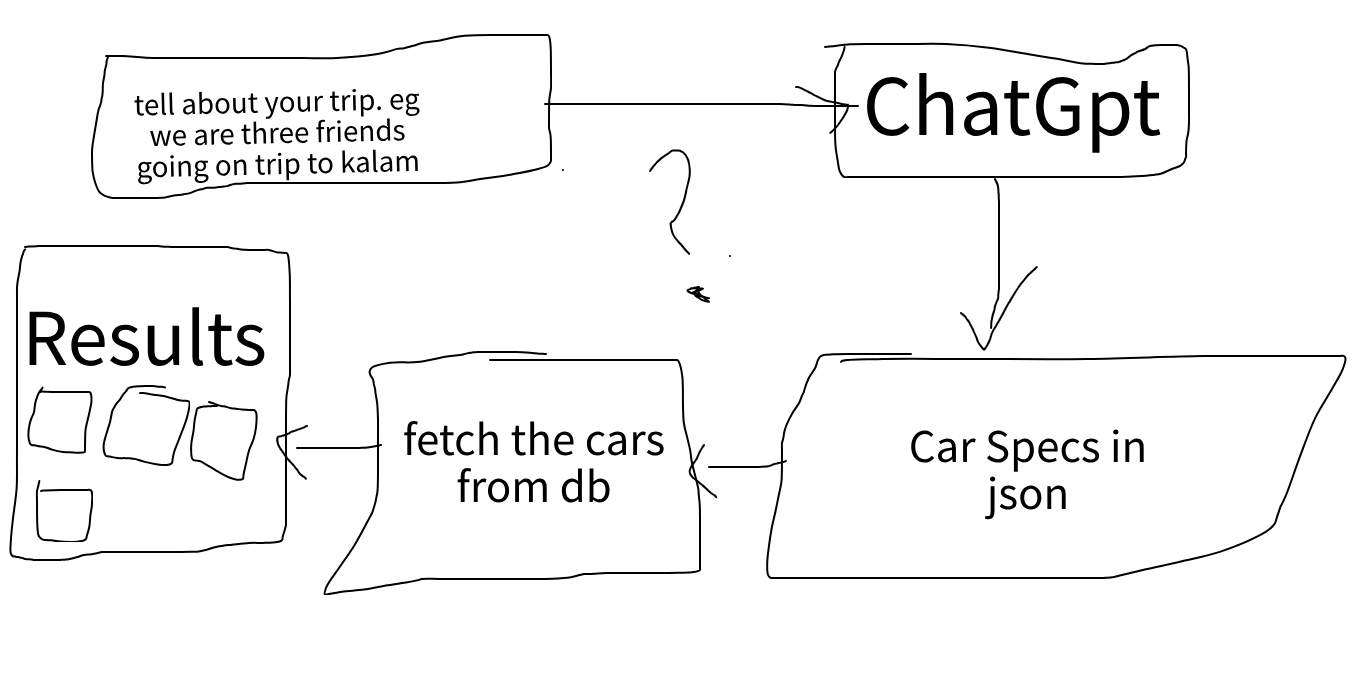 tell about your trip. eg
we are three friends
going on trip to kalam
ChatGpt
?
Results
fetch the cars
from db
Car Specs in
json